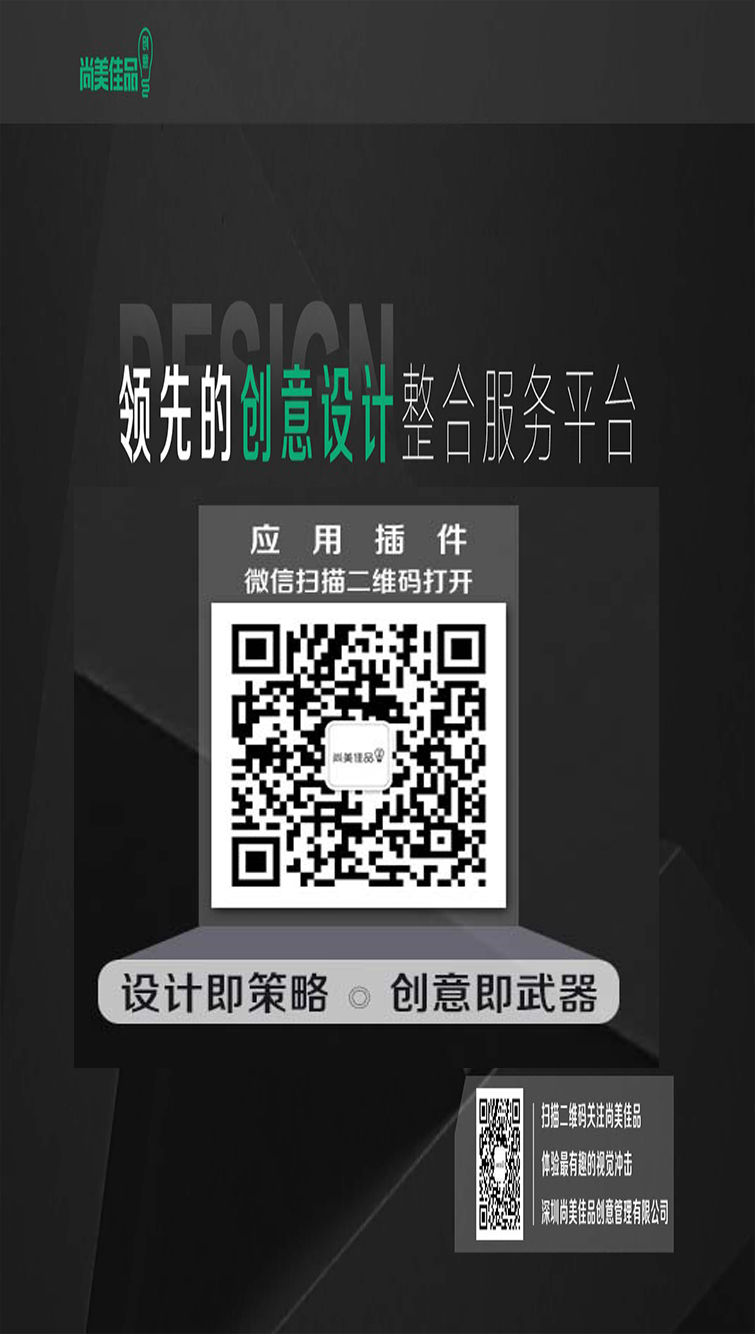 尚美佳品
创意
DESIGN
领先的创意设计整合服务平台
应用插件
微信扫描二维码打开
尚美佳品
设计即策略 ◎ 创意即武器
扫描二维码关注尚美佳品
体验最有趣的视觉冲击
深圳尚美佳品创意管理有限公司